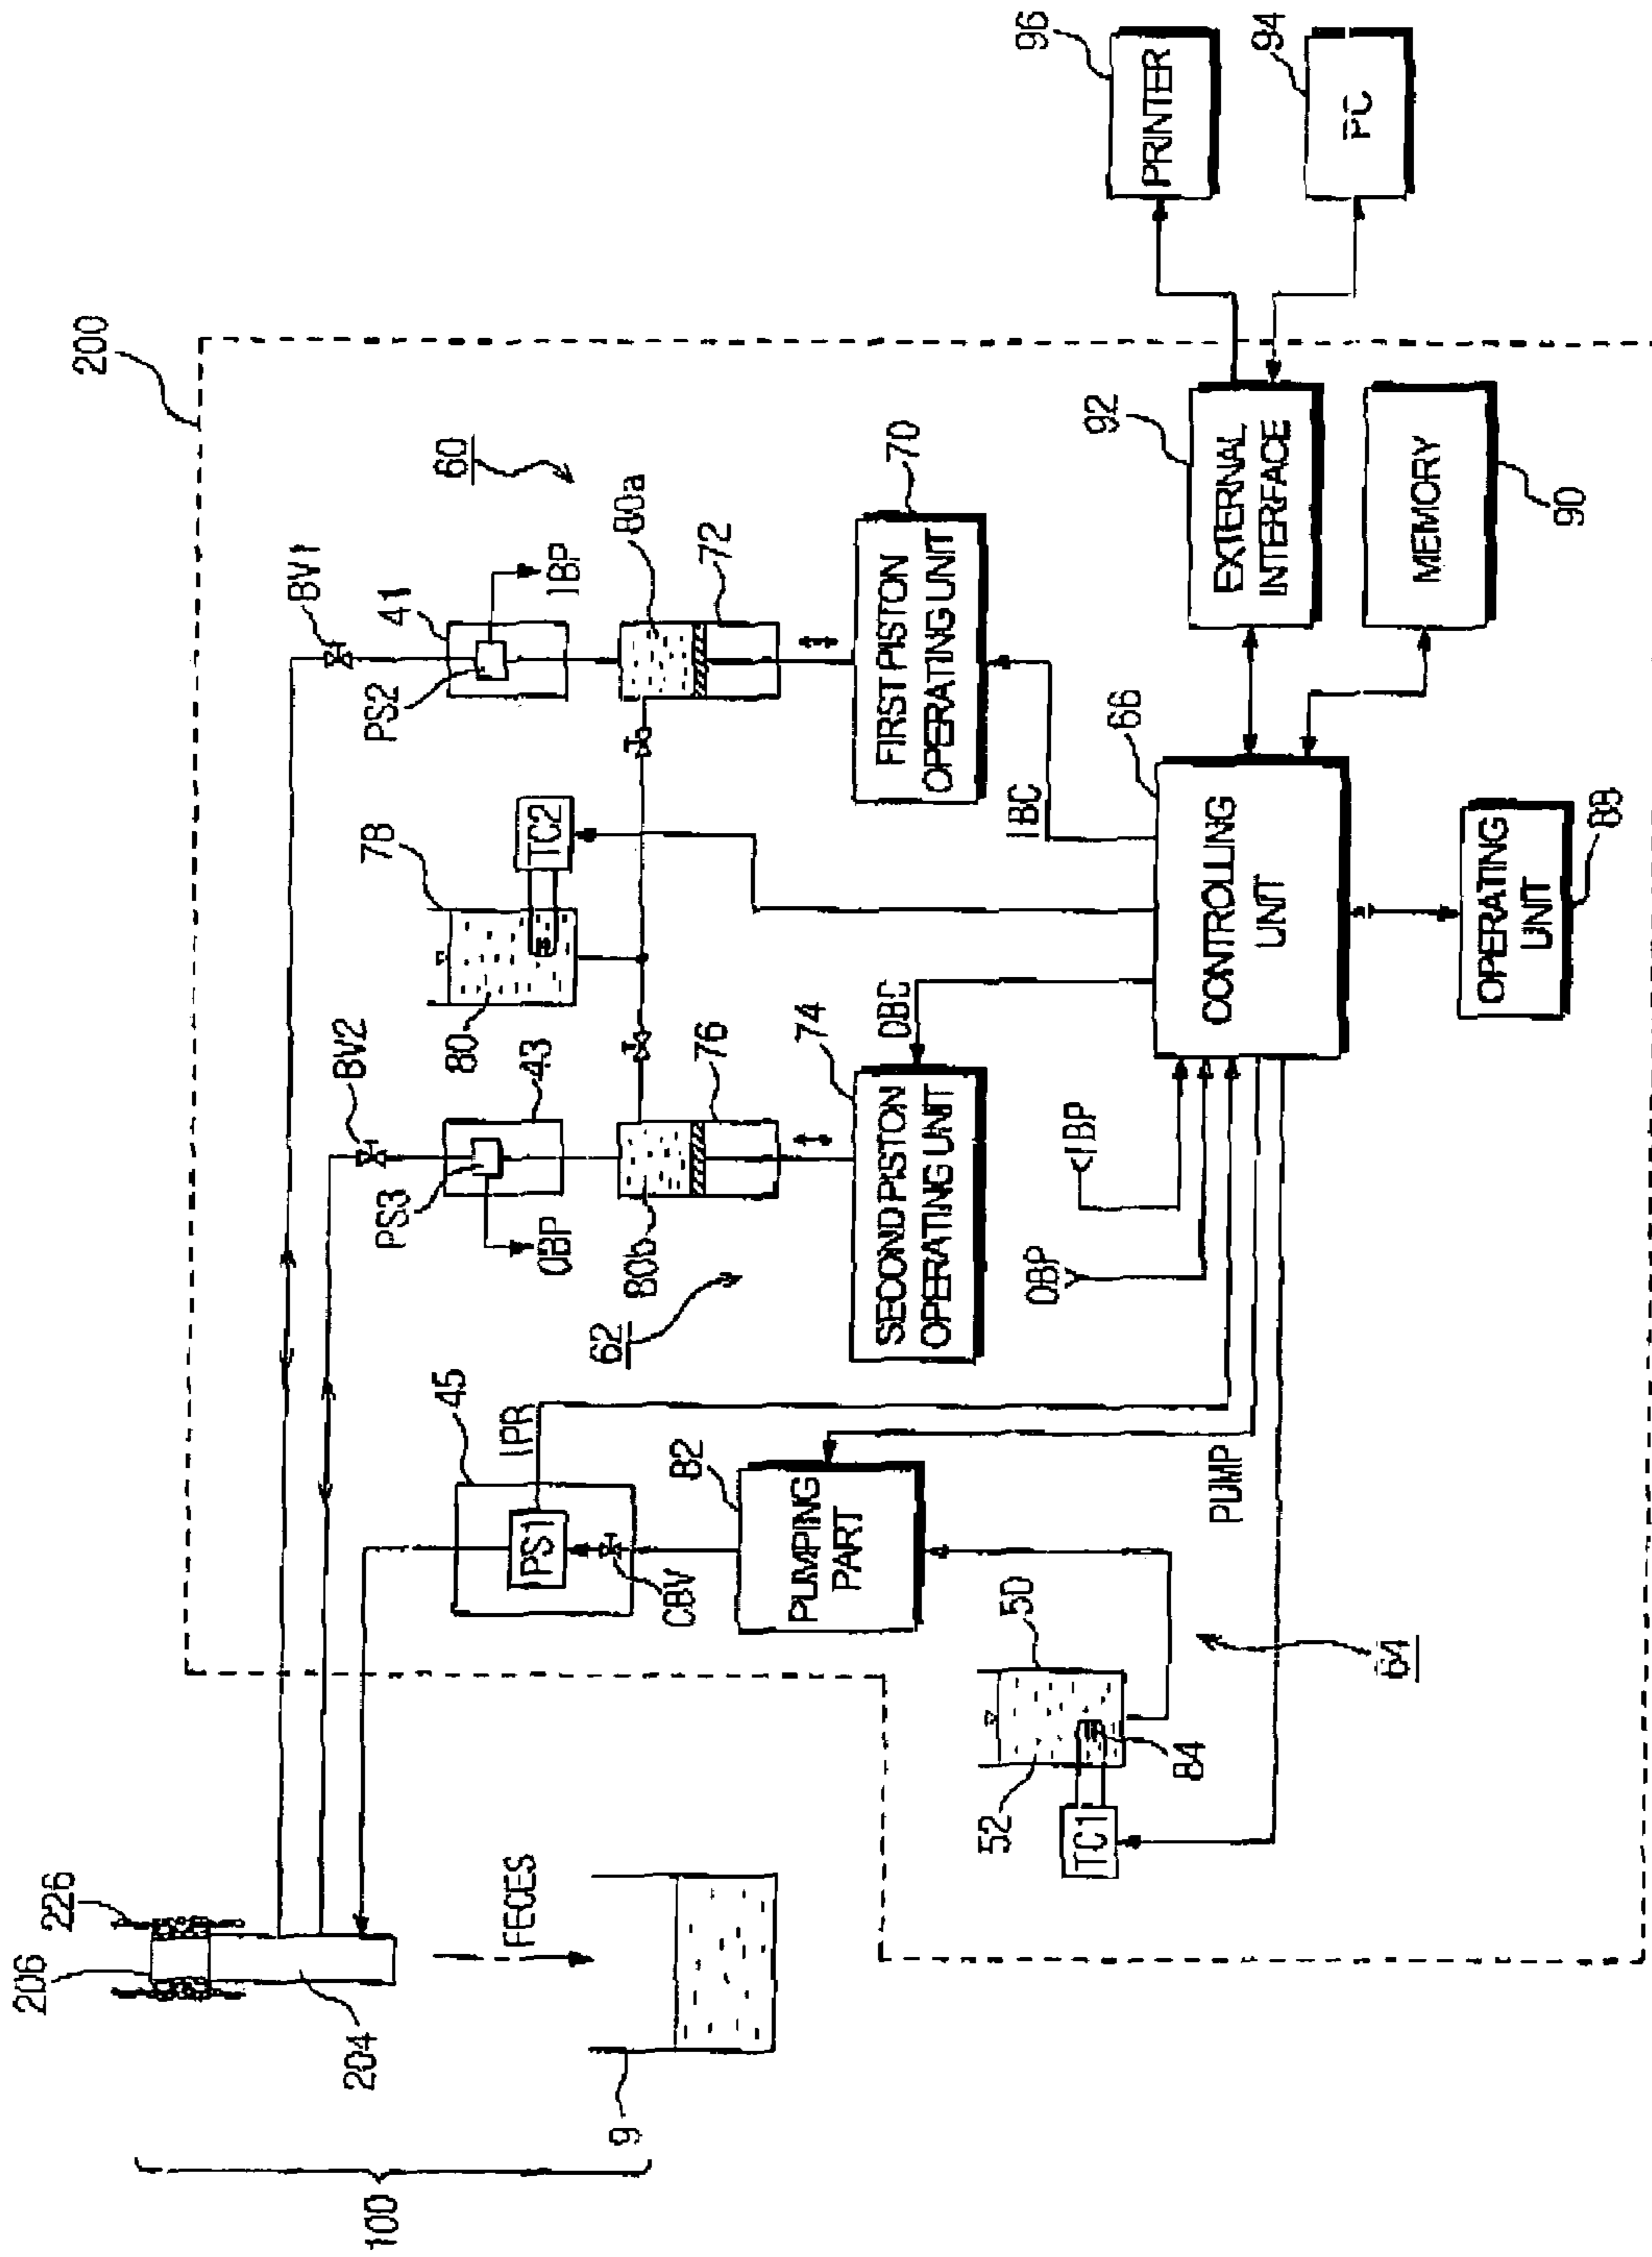 200
226
206
204
100
9
FECES
BV1
41
PS2
IBP
60
80a
72
FIRST PISTON
OPERATING UNIT
70
78
80
TC2
BV2
43
PS3
OBP
80b
76
62
SECOND PISTON
OPERATING UNIT
74
OBC
IBC
45
PS1
IPR
CBV
82
PUMPING
PART
PUMP
50
52
84
TC1
64
IBP
OBP
CONTROLLING
UNIT
66
OPERATING
UNIT
88
EXTERNAL
INTERFACE
92
MEMORY
90
PRINTER
96
PC
94